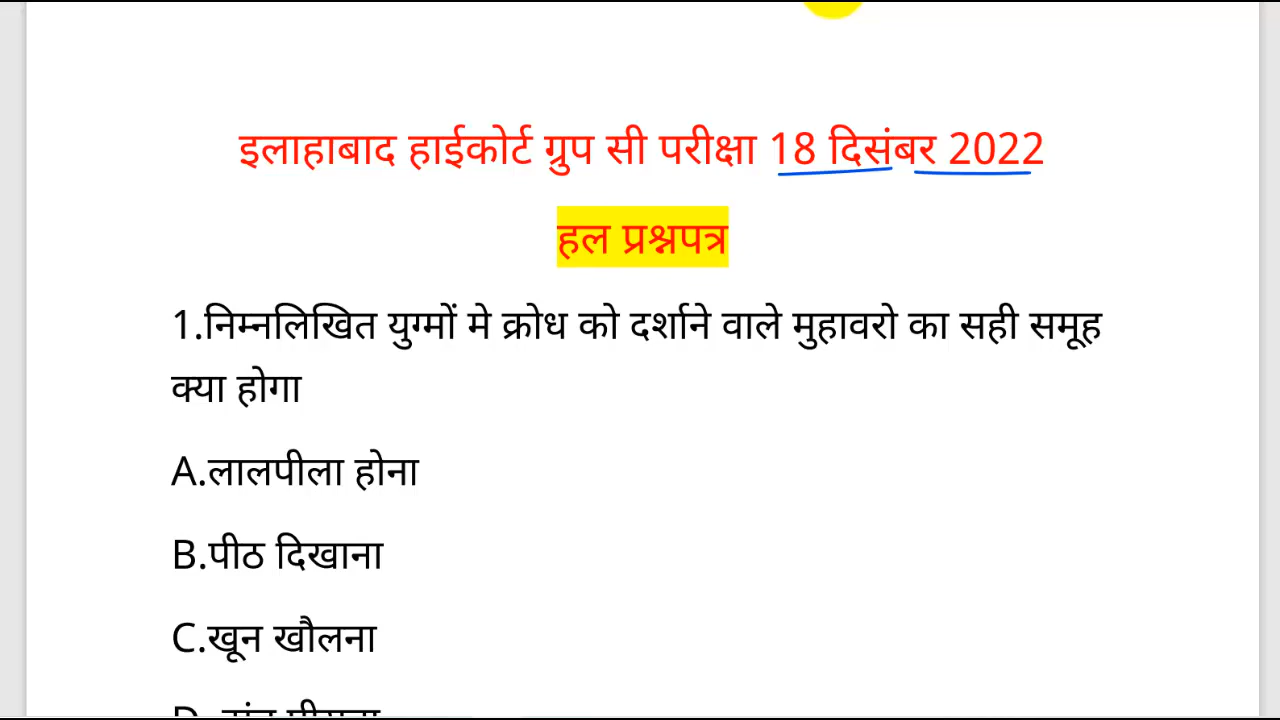 इलाहाबाद हाईकोर्ट ग्रुप सी परीक्षा 18 दिसंबर 2022
हल प्रश्नपत्र
1.निम्नलिखित युग्मों मे क्रोध को दर्शाने वाले मुहावरो का सही समूह
क्या होगा
A.लालपीला होना
B.पीठ दिखाना
C.खून खौलना